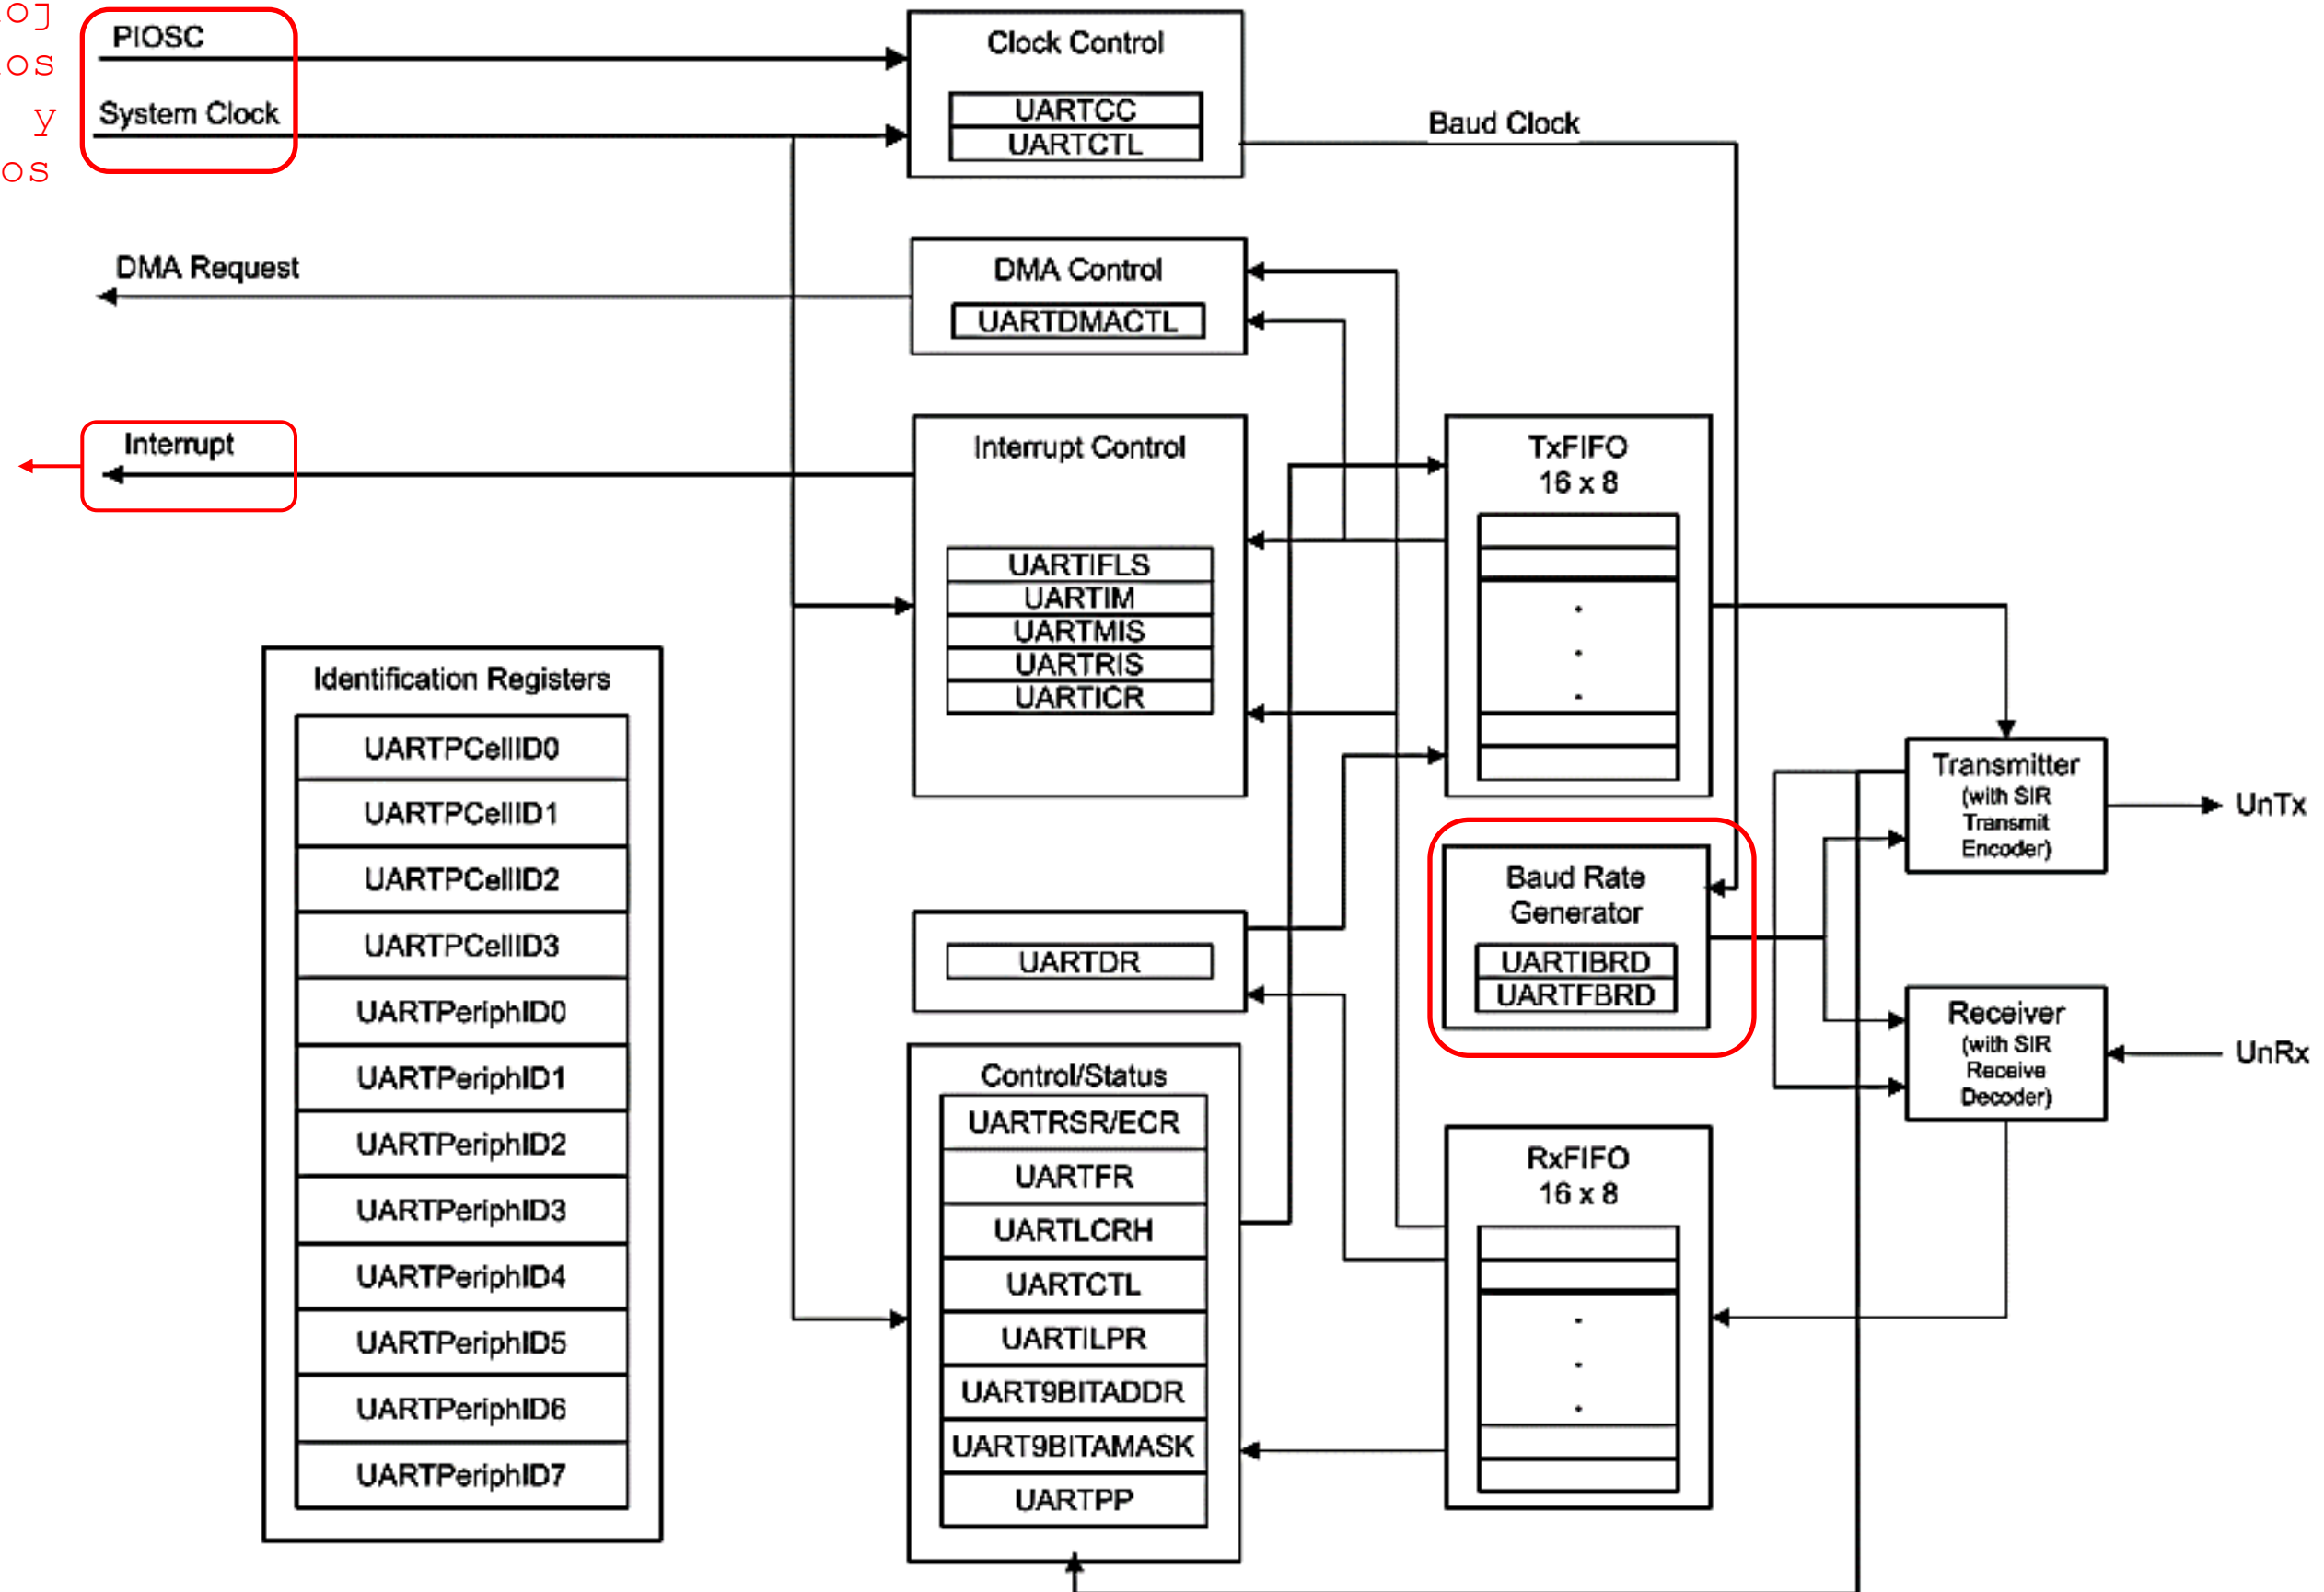 oj
os
y
os
PIOSC
System Clock
Clock Control
UARTCC
UARTCTL
Baud Clock
DMA Request
DMA Control
UARTDMACTL
Interrupt
Interrupt Control
UARTIFLS
UARTIM
UARTMIS
UARTRIS
UARTICR
TxFIFO
16 x 8
Identification Registers
UARTPCellID0
UARTPCellID1
UARTPCellID2
UARTPCellID3
UARTPeriphID0
UARTPeriphID1
UARTPeriphID2
UARTPeriphID3
UARTPeriphID4
UARTPeriphID5
UARTPeriphID6
UARTPeriphID7
UARTDR
Baud Rate
Generator
UARTIBRD
UARTFBRD
Transmitter
(with SIR
Transmit
Encoder)
UnTx
Receiver
(with SIR
Receive
Decoder)
UnRx
Control/Status
UARTRSR/ECR
UARTFR
UARTLCRH
UARTCTL
UARTILPR
UART9BITADDR
UART9BITAMASK
UARTPP
RxFIFO
16 x 8